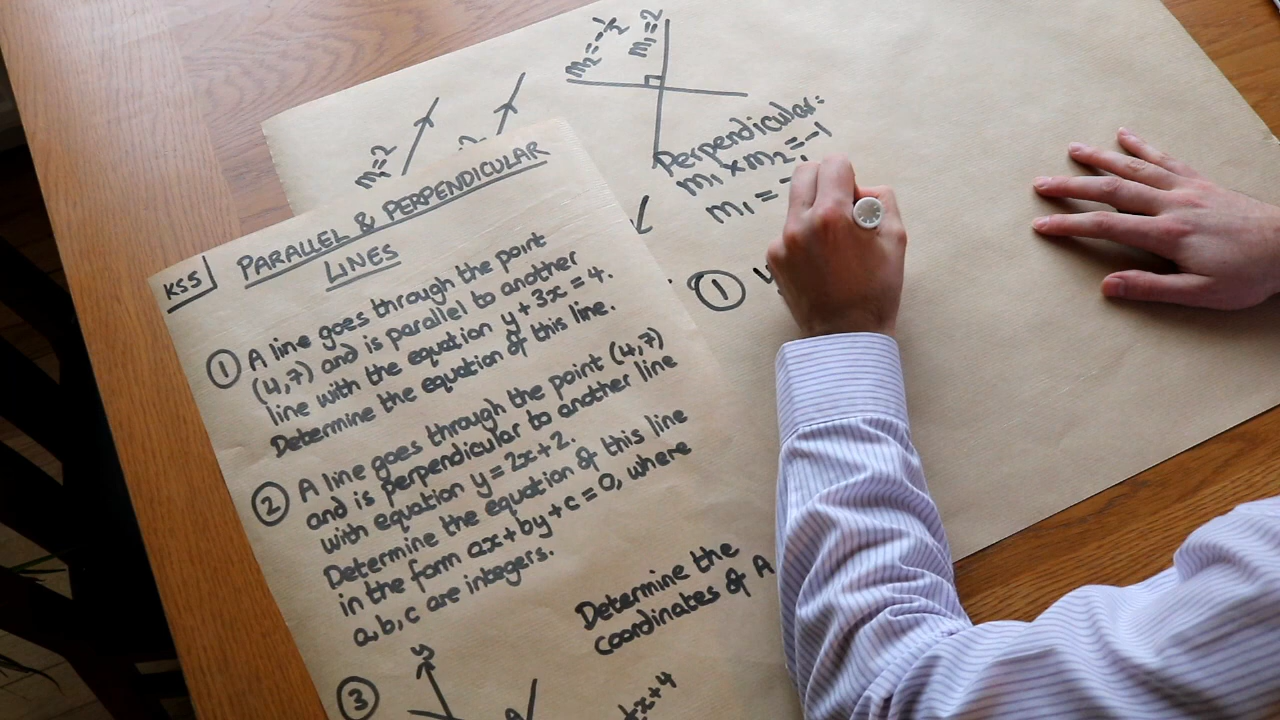 m₂=-1/2
m₁=2
m₁=2
Perpendicular:
m₁ × m₂ = -1
m₁ = -
①
KS5
PARALLEL & PERPENDICULAR
LINES
① A line goes through the point
(4,7) and is parallel to another
line with the equation y + 3x = 4.
Determine the equation of this line.
② A line goes through the point (4,7)
and is perpendicular to another line
with equation y = 2x + 2.
Determine the equation of this line
in the form ax + by + c = 0, where
a, b, c are integers.
③
y
Determine the
coordinates of A
x+4